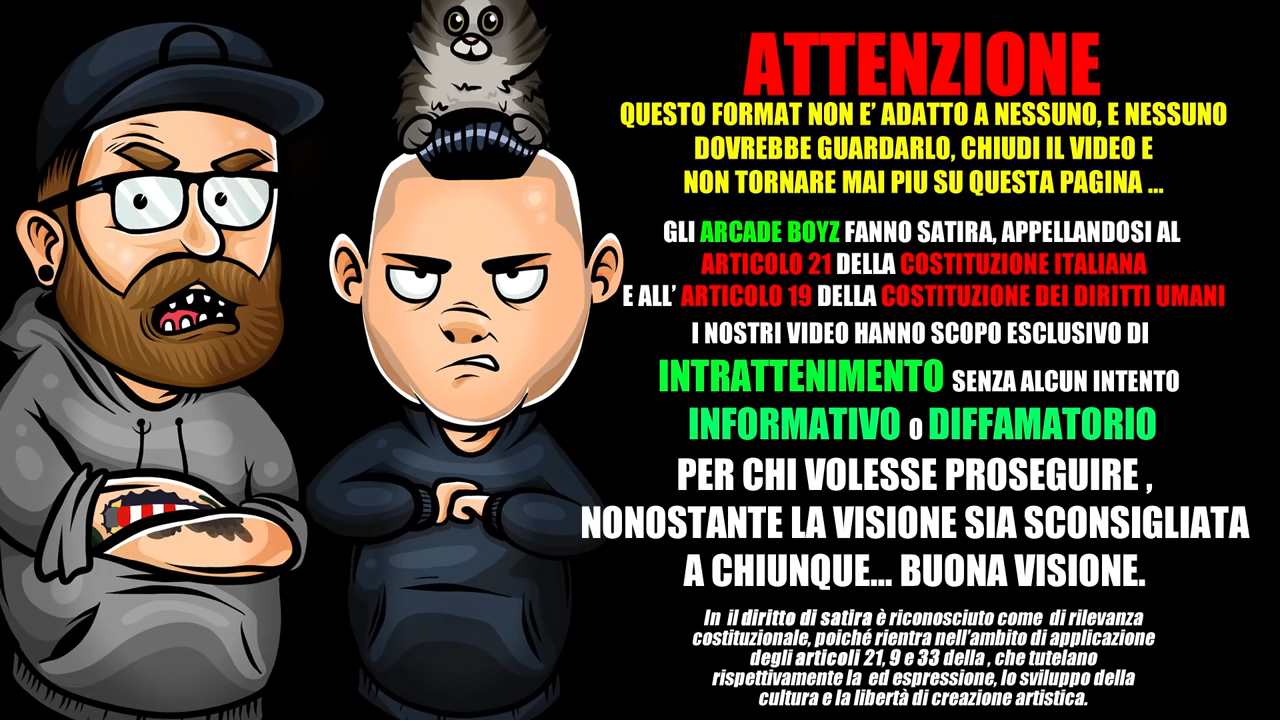 ATTENZIONE
QUESTO FORMAT NON E' ADATTO A NESSUNO, E NESSUNO
DOVREBBE GUARDARLO, CHIUDI IL VIDEO E
NON TORNARE MAI PIU SU QUESTA PAGINA ...
GLI ARCADE BOYZ FANNO SATIRA, APPELLANDOSI AL
ARTICOLO 21 DELLA COSTITUZIONE ITALIANA
E ALL' ARTICOLO 19 DELLA COSTITUZIONE DEI DIRITTI UMANI
I NOSTRI VIDEO HANNO SCOPO ESCLUSIVO DI
INTRATTENIMENTO SENZA ALCUN INTENTO
INFORMATIVO O DIFFAMATORIO
PER CHI VOLESSE PROSEGUIRE ,
NONOSTANTE LA VISIONE SIA SCONSIGLIATA
A CHIUNQUE... BUONA VISIONE.
In il diritto di satira è riconosciuto come di rilevanza
costituzionale, poiché rientra nell'ambito di applicazione
degli articoli 21, 9 e 33 della , che tutelano
rispettivamente la ed espressione, lo sviluppo della
cultura e la libertà di creazione artistica.